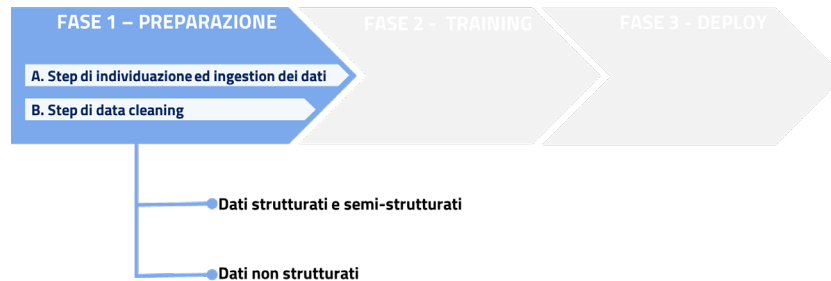 FASE 1 – PREPARAZIONE
FASE 2 - TRAINING
FASE 3 - DEPLOY
A. Step di individuazione ed ingestion dei dati
B. Step di data cleaning
Dati strutturati e semi-strutturati
Dati non strutturati